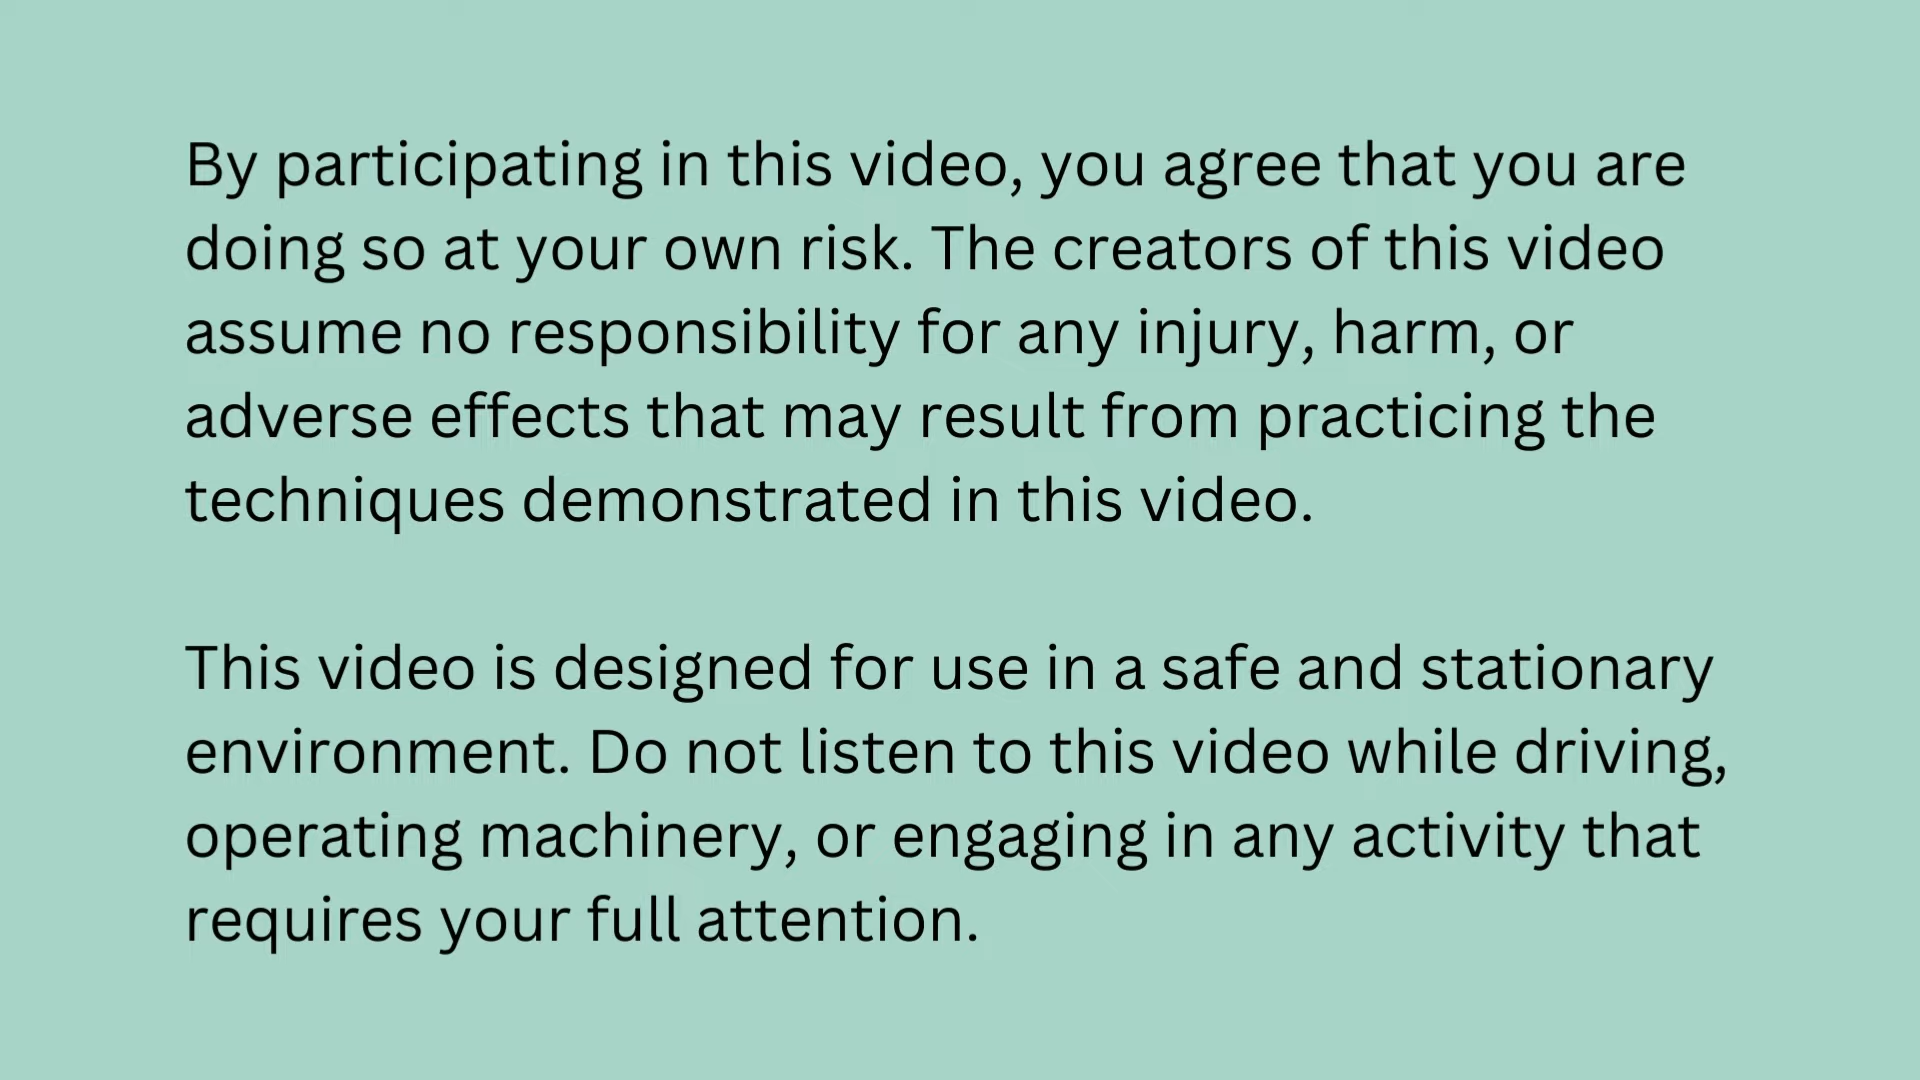 By participating in this video, you agree that you are
doing so at your own risk. The creators of this video
assume no responsibility for any injury, harm, or
adverse effects that may result from practicing the
techniques demonstrated in this video.
This video is designed for use in a safe and stationary
environment. Do not listen to this video while driving,
operating machinery, or engaging in any activity that
requires your full attention.